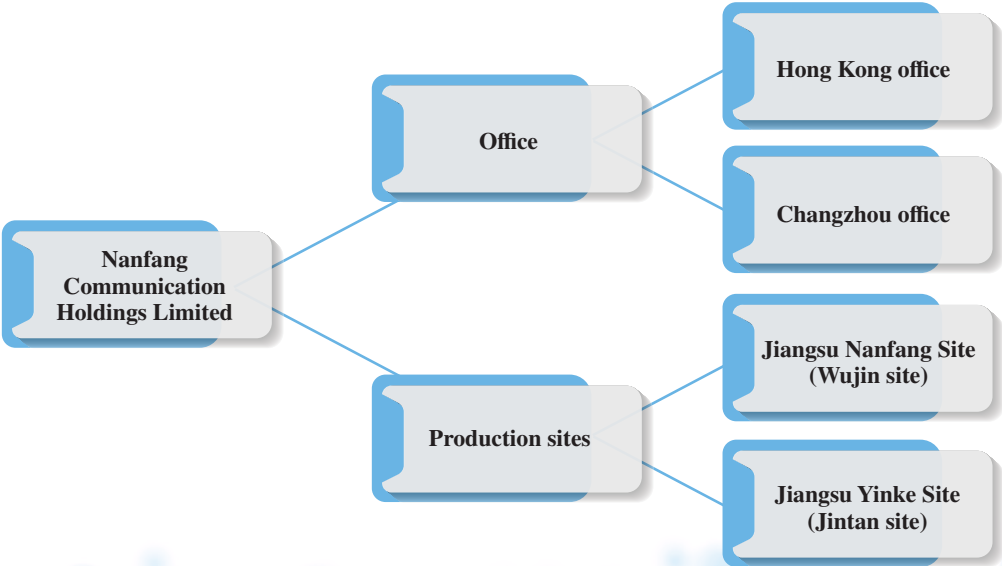 Nanfang
Communication
Holdings Limited
Office
Hong Kong office
Changzhou office
Production sites
Jiangsu Nanfang Site
(Wujin site)
Jiangsu Yinke Site
(Jintan site)